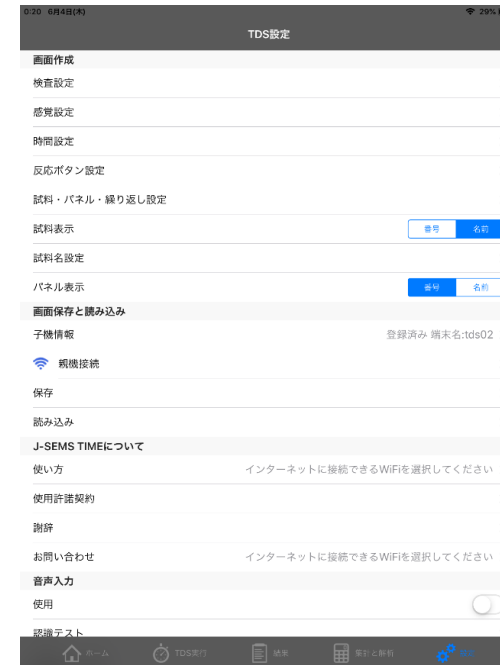 0:20 6月4日(木) 29%
TDS設定
画面作成
検査設定
感覚設定
時間設定
反応ボタン設定
試料・パネル・繰り返し設定
試料表示 番号 名前
試料名設定
パネル表示 番号 名前
画面保存と読み込み
子機情報 登録済み 端末名:tds02
親機接続
保存
読み込み
J-SEMS TIMEについて
使い方 インターネットに接続できるWiFiを選択してください
使用許諾契約
謝辞
お問い合わせ インターネットに接続できるWiFiを選択してください
音声入力
使用
認識テスト
ホーム TDS実行 結果 集計と解析 設定